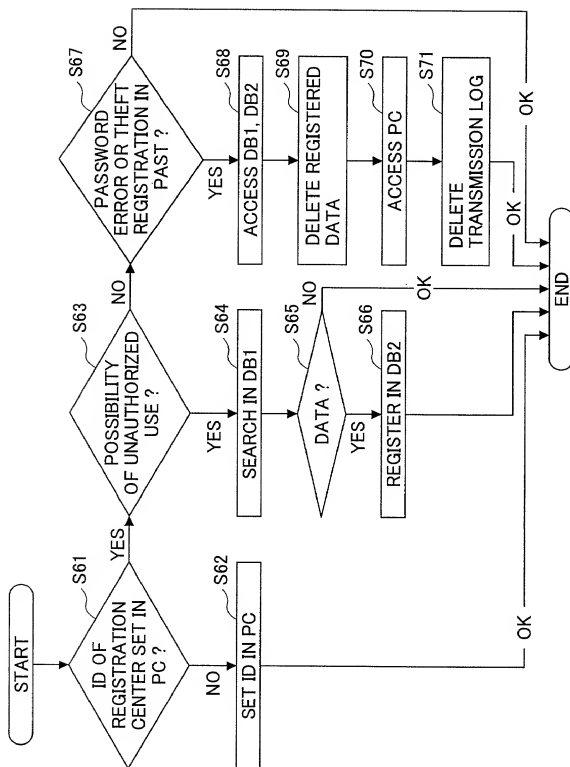 START
S61
ID OF
REGISTRATION
CENTER SET IN
PC ?
YES
NO
S62
SET ID IN PC
OK
S63
POSSIBILITY
OF UNAUTHORIZED
USE ?
NO
YES
S64
SEARCH IN DB1
S65
DATA ?
NO
OK
YES
S66
REGISTER IN DB2
S67
PASSWORD
ERROR OR THEFT
REGISTRATION IN
PAST ?
NO
YES
S68
ACCESS DB1, DB2
S69
DELETE REGISTERED
DATA
S70
ACCESS PC
S71
DELETE
TRANSMISSION LOG
OK
OK
END